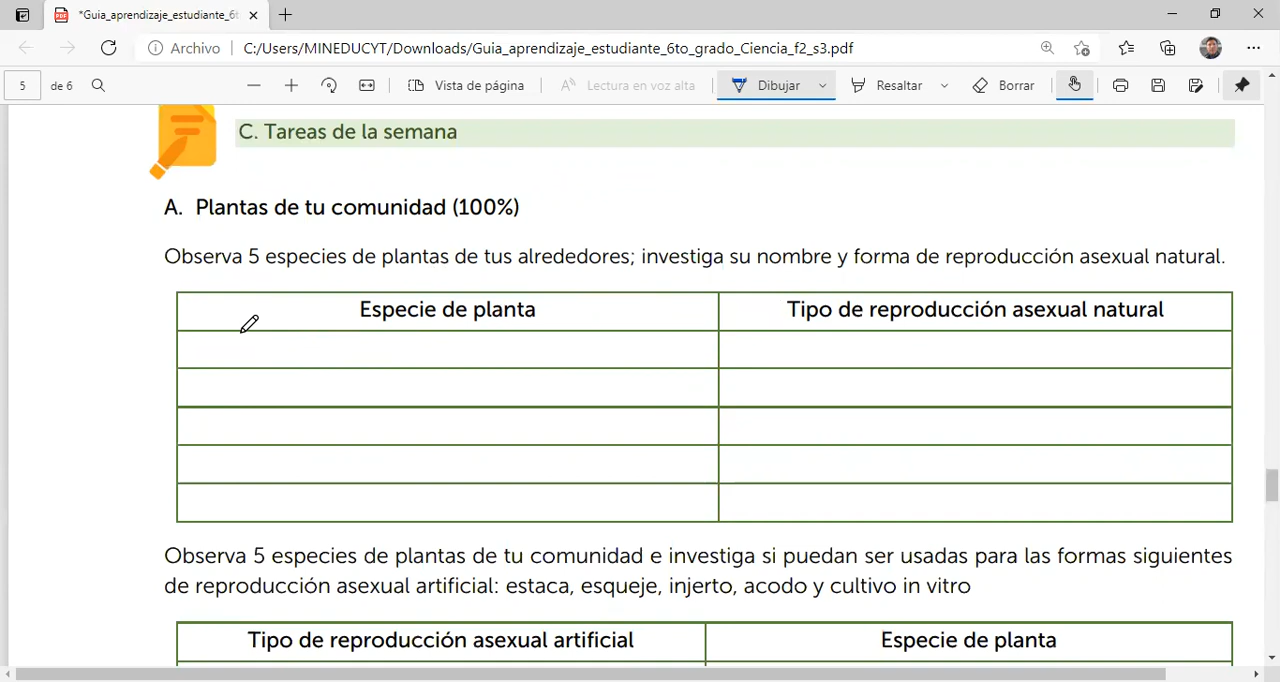 *Guia_aprendizaje_estudiante_6t
Archivo C:/Users/MINEDUCYT/Downloads/Guia_aprendizaje_estudiante_6to_grado_Ciencia_f2_s3.pdf
5 de 6 Vista de página Lectura en voz alta Dibujar Resaltar Borrar
C. Tareas de la semana
A. Plantas de tu comunidad (100%)
Observa 5 especies de plantas de tus alrededores; investiga su nombre y forma de reproducción asexual natural.
Especie de planta Tipo de reproducción asexual natural
Observa 5 especies de plantas de tu comunidad e investiga si puedan ser usadas para las formas siguientes
de reproducción asexual artificial: estaca, esqueje, injerto, acodo y cultivo in vitro
Tipo de reproducción asexual artificial Especie de planta